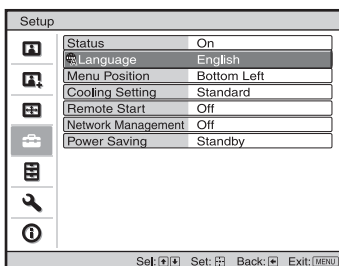 Setup
Status On
Language English
Menu Position Bottom Left
Cooling Setting Standard
Remote Start Off
Network Management Off
Power Saving Standby
Sel: Set: Back: Exit: MENU